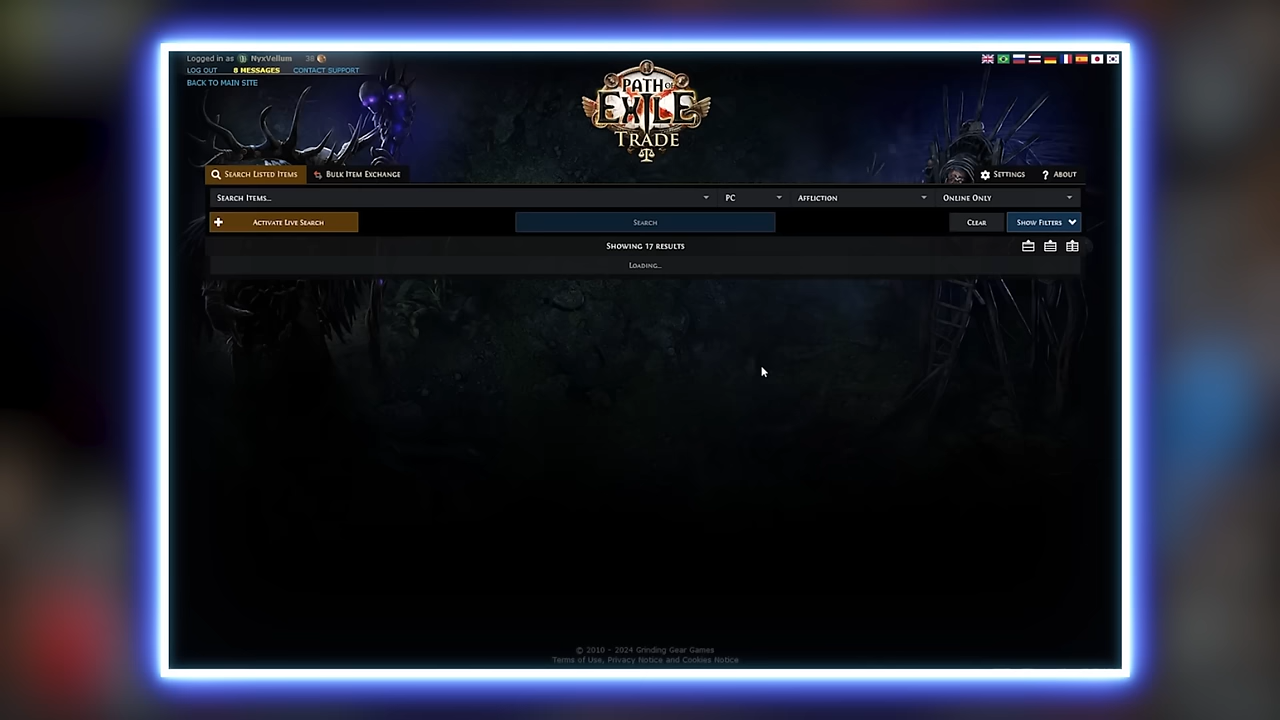 Logged in as NyxVellum 38
LOG OUT 8 MESSAGES CONTACT SUPPORT
BACK TO MAIN SITE
PATH OF
EXILE
TRADE
SEARCH LISTED ITEMS BULK ITEM EXCHANGE SETTINGS ? ABOUT
SEARCH ITEMS... PC AFFLICTION ONLINE ONLY
+ ACTIVATE LIVE SEARCH SEARCH CLEAR SHOW FILTERS
SHOWING 17 RESULTS
LOADING...
© 2010 - 2024 Grinding Gear Games
Terms of Use, Privacy Notice and Cookies Notice